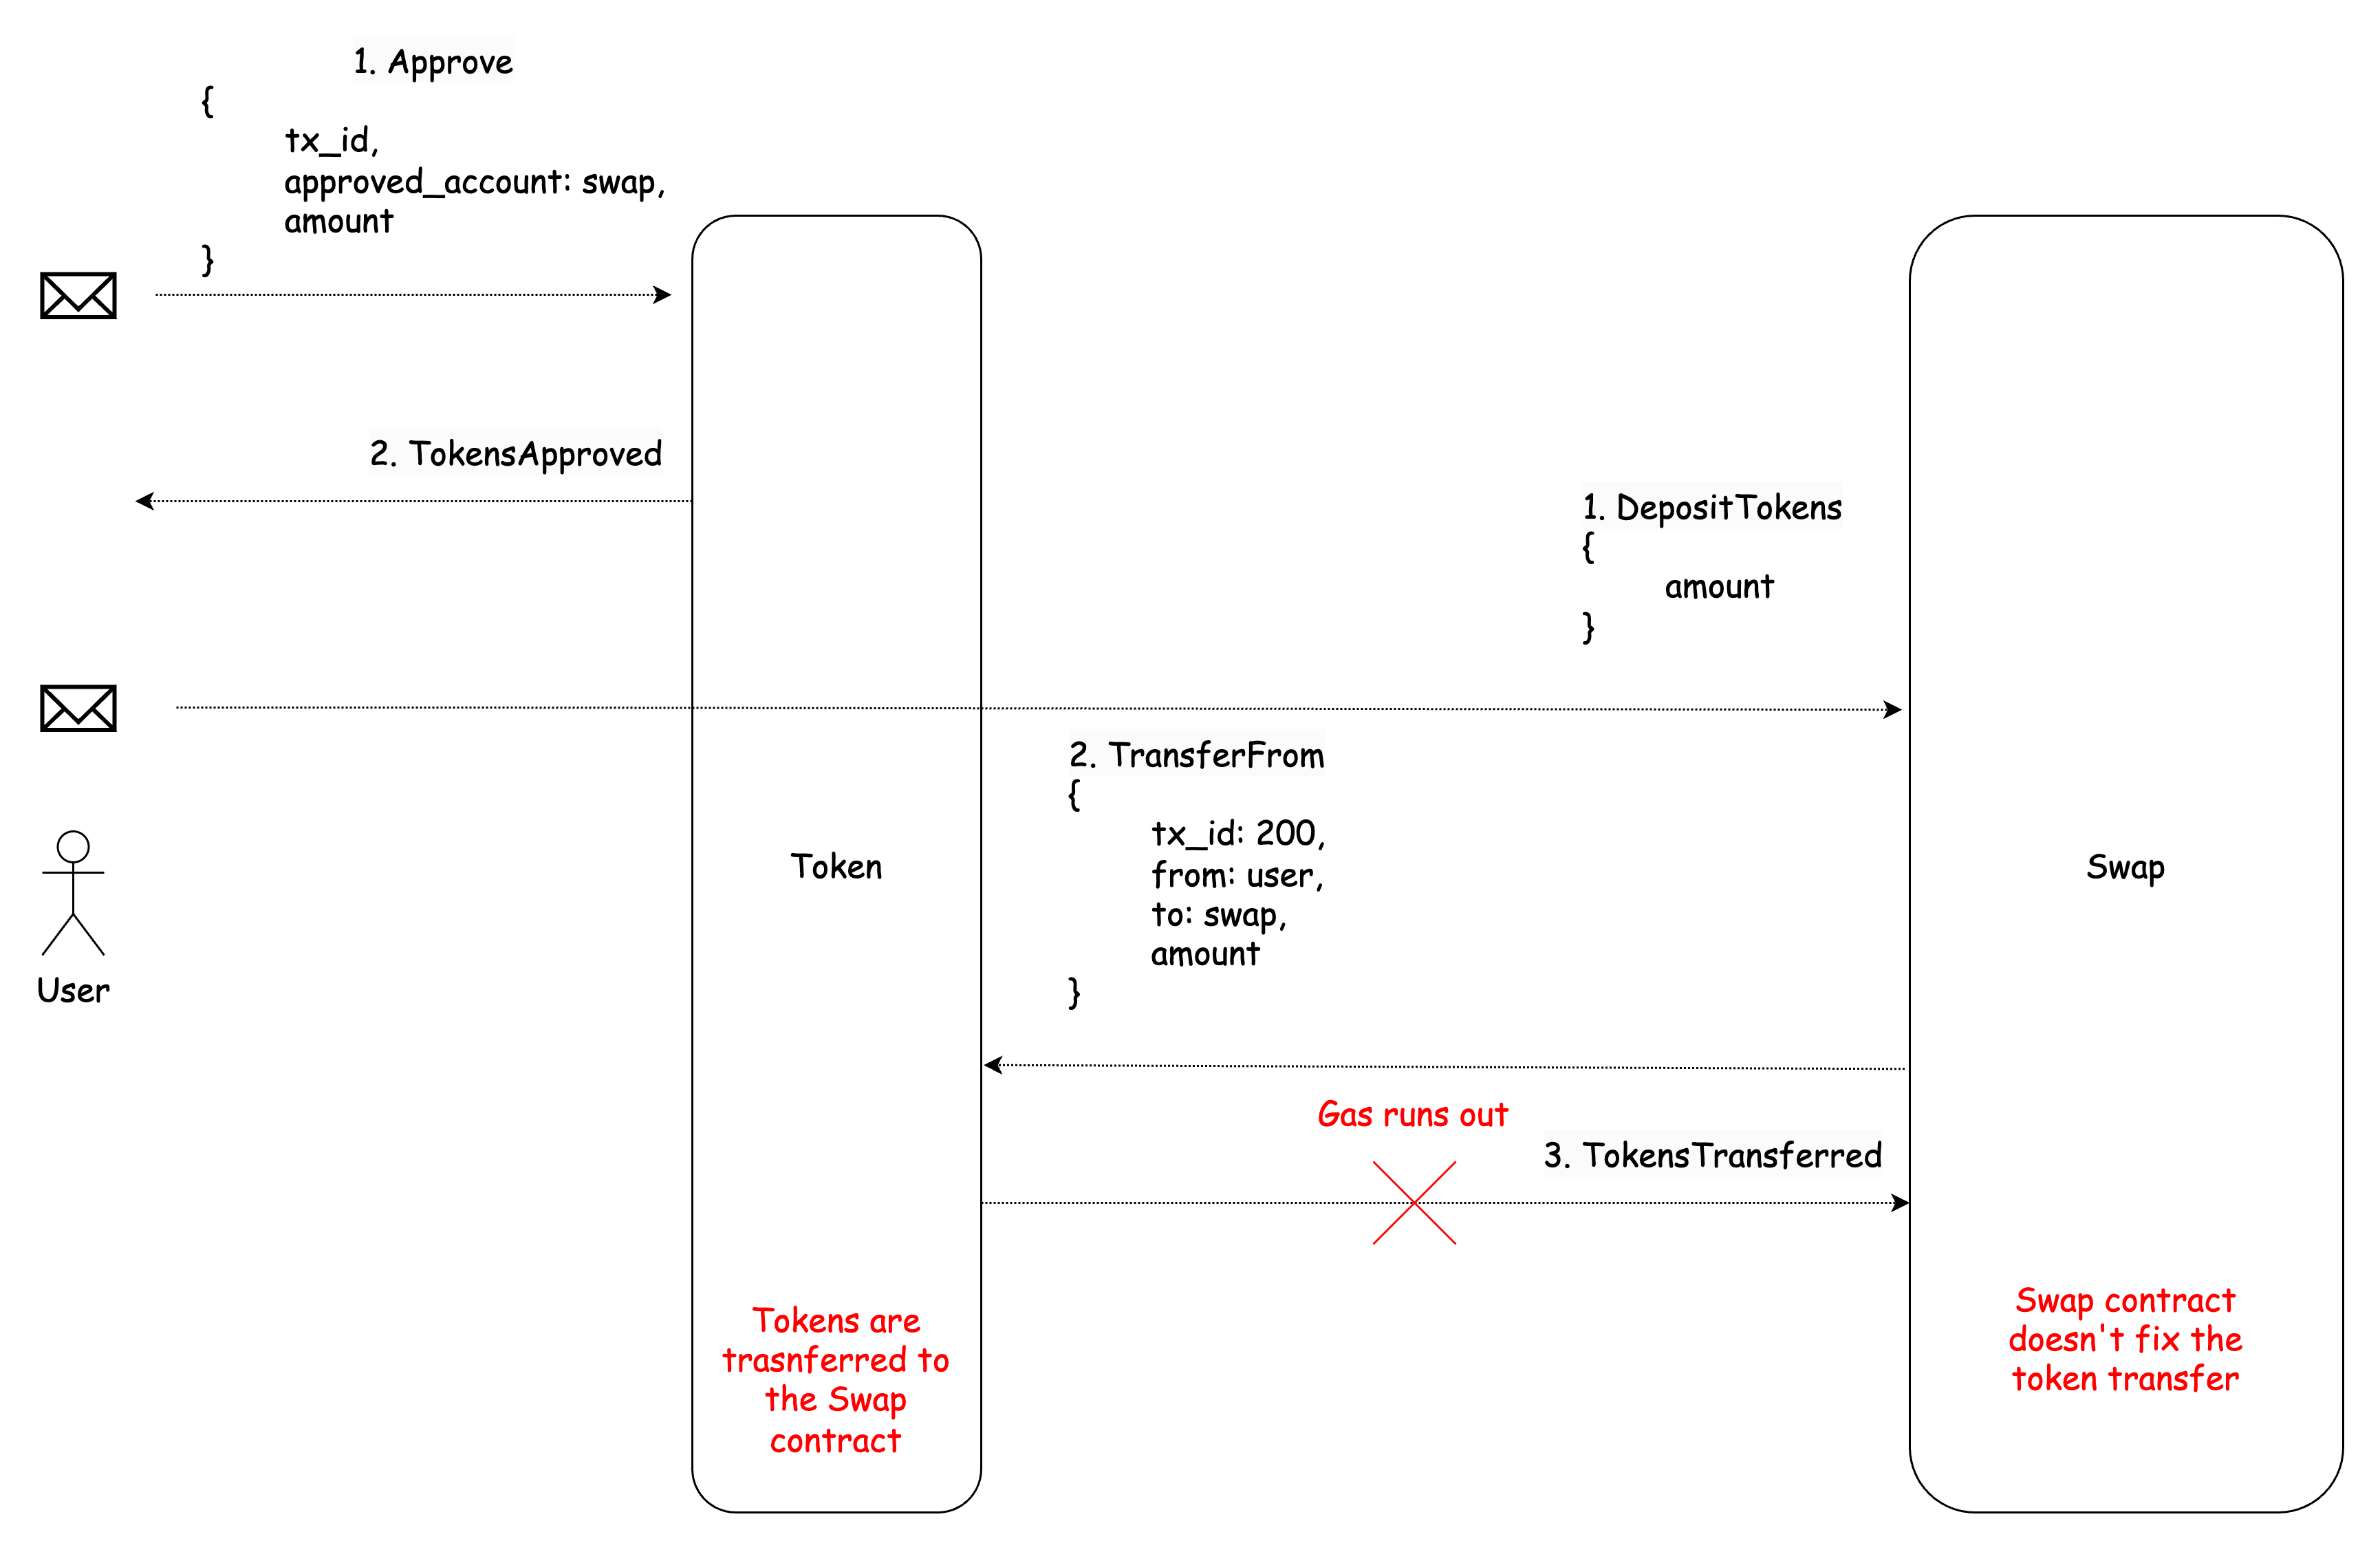 1. Approve
{
tx_id,
approved_account: swap,
amount
}
2. TokensApproved
1. DepositTokens
{
amount
}
2. TransferFrom
{
tx_id: 200,
from: user,
to: swap,
amount
}
Token
Swap
User
Gas runs out
3. TokensTransferred
Tokens are
trasnferred to
the Swap
contract
Swap contract
doesn't fix the
token transfer